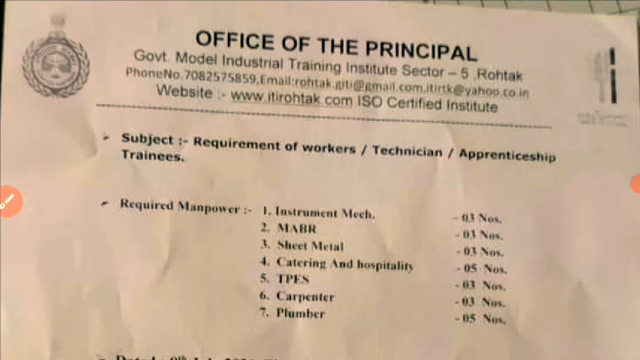 OFFICE OF THE PRINCIPAL
Govt. Model Industrial Training Institute Sector – 5 ,Rohtak
PhoneNo.7082575859,Email:rohtak.giti@gmail.com,itirtk@yahoo.co.in
Website :- www.itirohtak.com ISO Certified Institute
Subject :- Requirement of workers / Technician / Apprenticeship
Trainees.
Required Manpower :- 1. Instrument Mech. – 03 Nos.
2. MABR – 03 Nos.
3. Sheet Metal – 03 Nos.
4. Catering And hospitality – 05 Nos.
5. TPES – 03 Nos.
6. Carpenter – 03 Nos.
7. Plumber – 05 Nos.